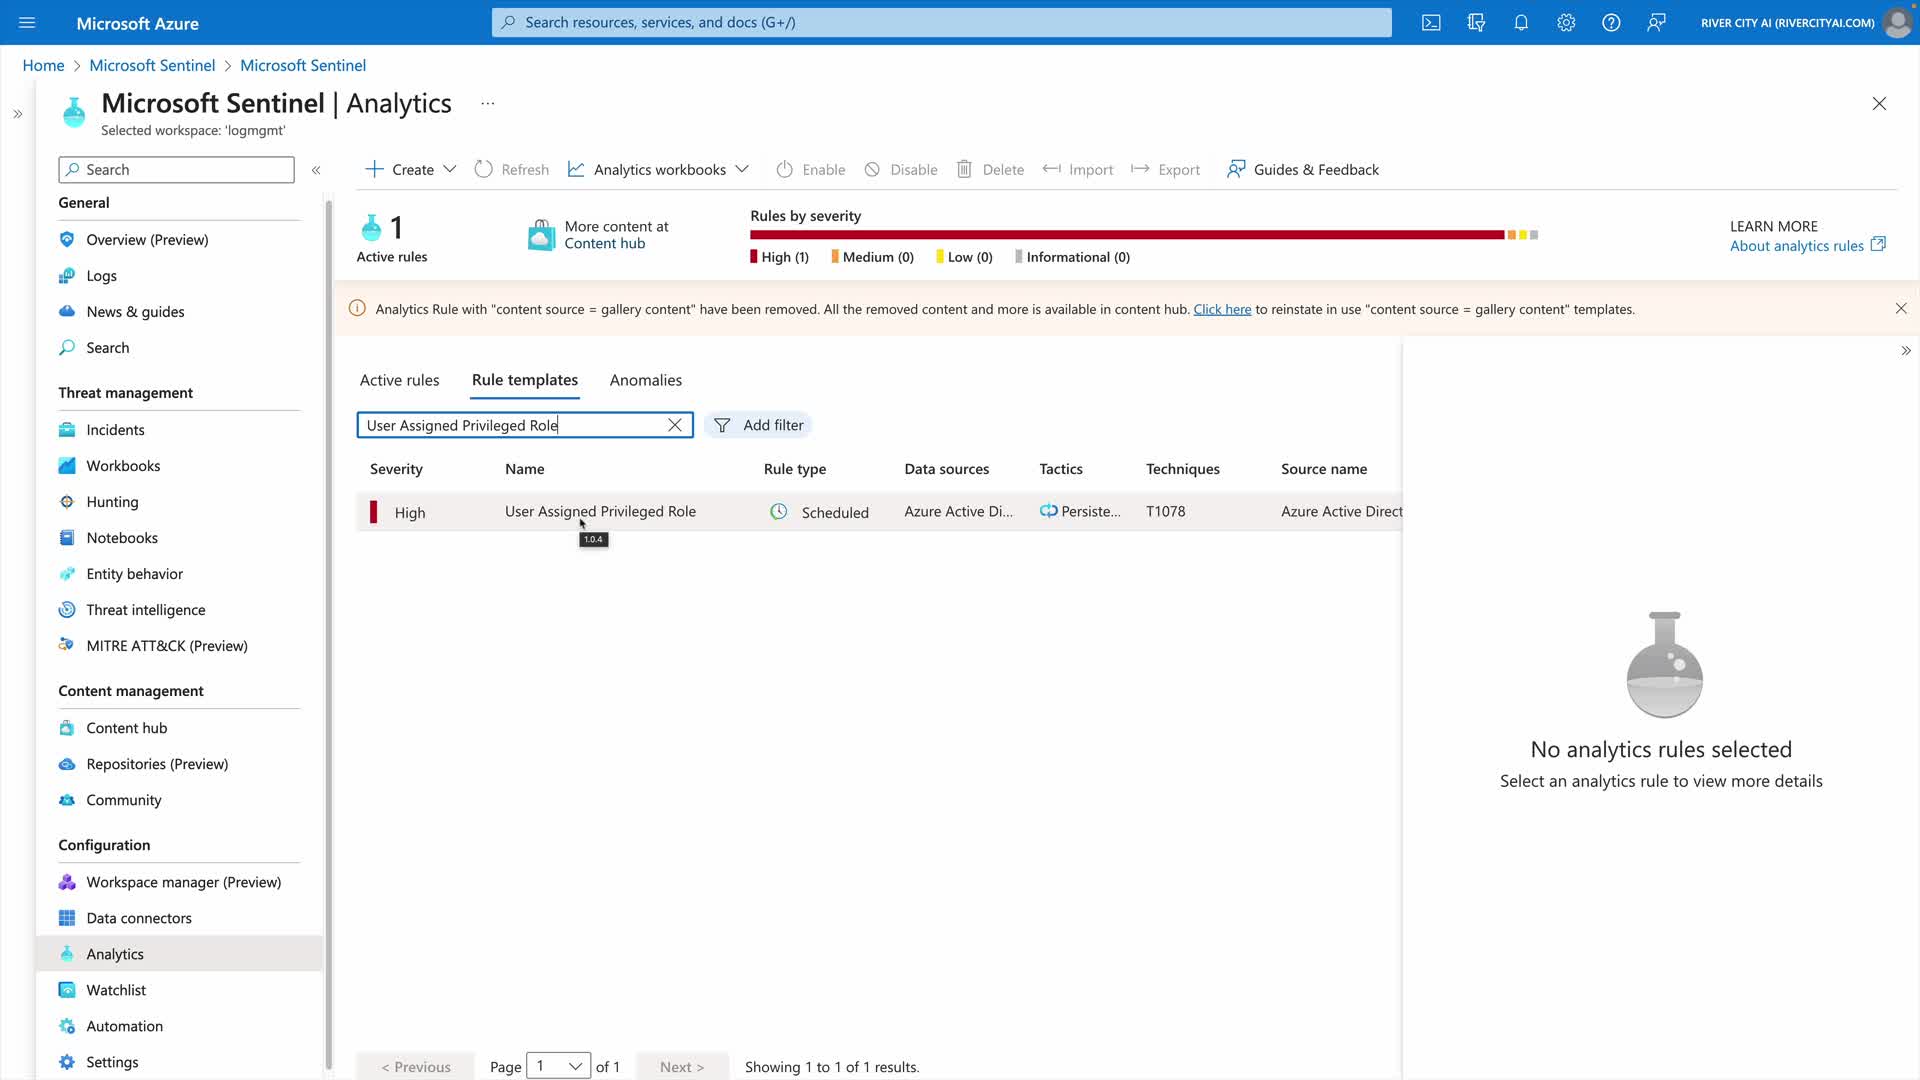 Microsoft Azure
Search resources, services, and docs (G+/)
RIVER CITY AI (RIVERCITYAI.COM)
Home > Microsoft Sentinel > Microsoft Sentinel
Microsoft Sentinel | Analytics ...
Selected workspace: 'logmgmt'
Search
General
Overview (Preview)
Logs
News & guides
Search
Threat management
Incidents
Workbooks
Hunting
Notebooks
Entity behavior
Threat intelligence
MITRE ATT&CK (Preview)
Content management
Content hub
Repositories (Preview)
Community
Configuration
Workspace manager (Preview)
Data connectors
Analytics
Watchlist
Automation
Settings
Create Refresh Analytics workbooks Enable Disable Delete Import Export Guides & Feedback
1
Active rules
More content at
Content hub
Rules by severity
High (1) Medium (0) Low (0) Informational (0)
LEARN MORE
About analytics rules
Analytics Rule with "content source = gallery content" have been removed. All the removed content and more is available in content hub. Click here to reinstate in use "content source = gallery content" templates.
Active rules Rule templates Anomalies
User Assigned Privileged Role
Add filter
Severity Name Rule type Data sources Tactics Techniques Source name
High User Assigned Privileged Role Scheduled Azure Active Di... Persiste... T1078 Azure Active Direct
1.0.4
No analytics rules selected
Select an analytics rule to view more details
< Previous Page 1 of 1 Next > Showing 1 to 1 of 1 results.